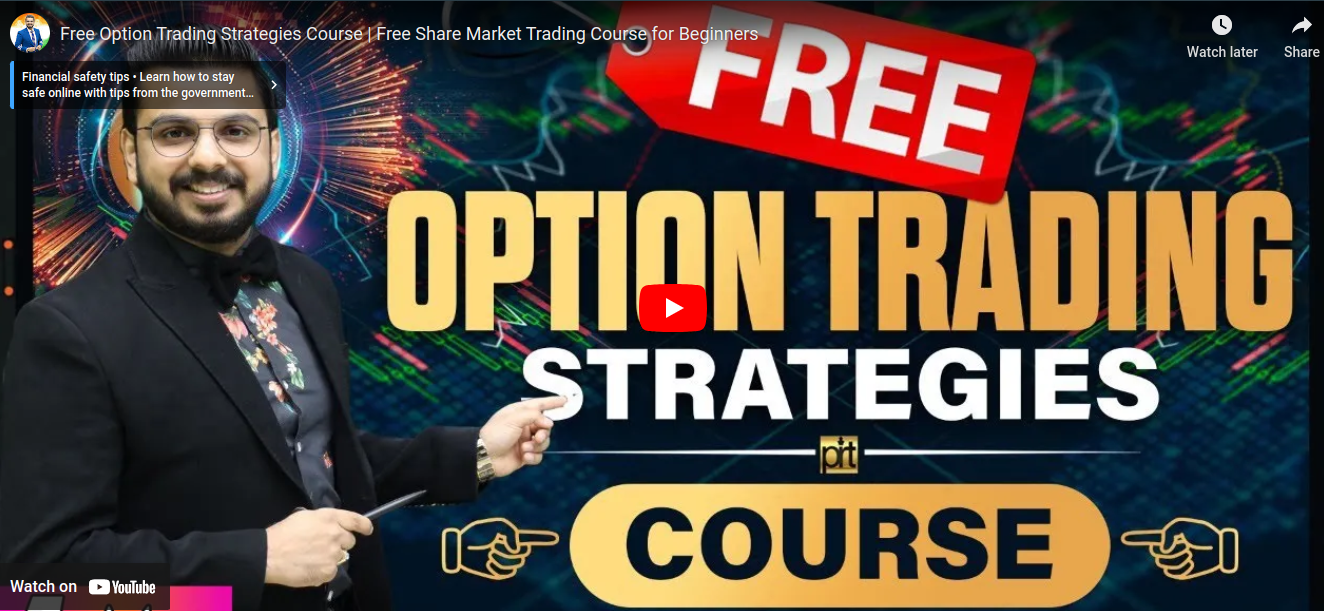 Free Option Trading Strategies Course | Free Share Market Trading Course for Beginners
Watch later
Share
Financial safety tips • Learn how to stay
safe online with tips from the government...
FREE
OPTION TRADING
STRATEGIES
prt
COURSE
Watch on YouTube